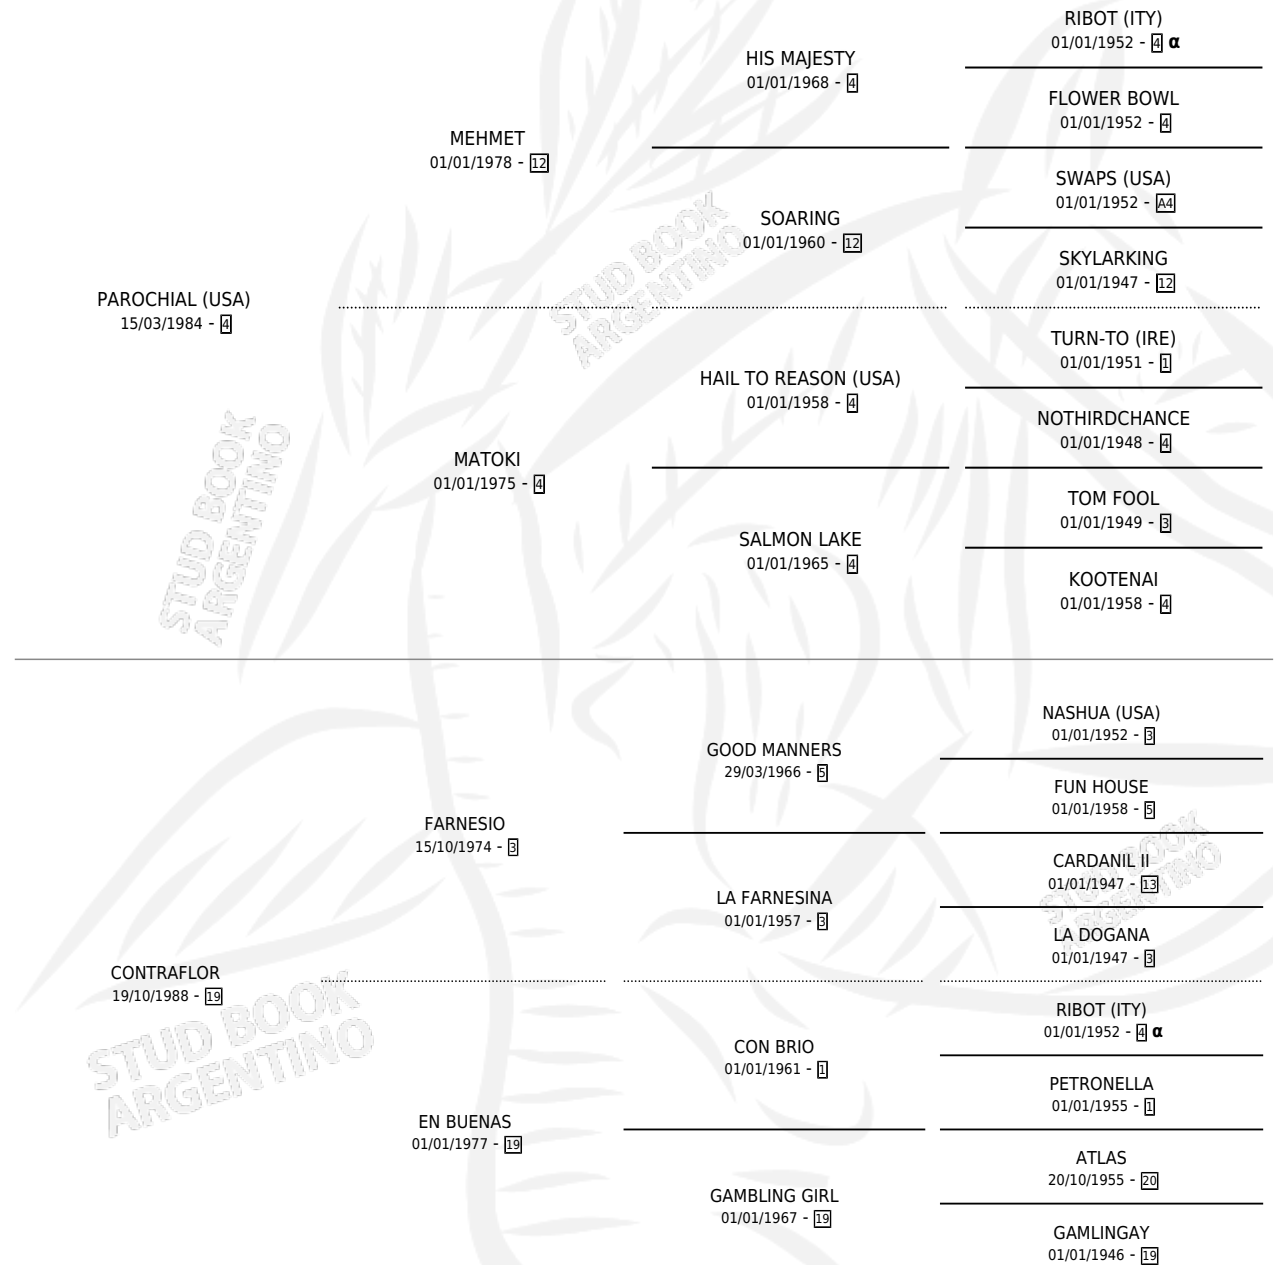 RIBOT (ITY)
01/01/1952 - 4 α
HIS MAJESTY
01/01/1968 - 4
FLOWER BOWL
01/01/1952 - 4
MEHMET
01/01/1978 - 12
SWAPS (USA)
01/01/1952 - A4
SOARING
01/01/1960 - 12
SKYLARKING
01/01/1947 - 12
PAROCHIAL (USA)
15/03/1984 - 4
TURN-TO (IRE)
01/01/1951 - 1
HAIL TO REASON (USA)
01/01/1958 - 4
NOTHIRDCHANCE
01/01/1948 - 4
MATOKI
01/01/1975 - 4
TOM FOOL
01/01/1949 - 3
SALMON LAKE
01/01/1965 - 4
KOOTENAI
01/01/1958 - 4
NASHUA (USA)
01/01/1952 - 3
GOOD MANNERS
29/03/1966 - 5
FUN HOUSE
01/01/1958 - 5
FARNESIO
15/10/1974 - 3
CARDANIL II
01/01/1947 - 13
LA FARNESINA
01/01/1957 - 3
LA DOGANA
01/01/1947 - 3
CONTRAFLOR
19/10/1988 - 19
RIBOT (ITY)
01/01/1952 - 4 α
CON BRIO
01/01/1961 - 1
PETRONELLA
01/01/1955 - 1
EN BUENAS
01/01/1977 - 19
ATLAS
20/10/1955 - 20
GAMBLING GIRL
01/01/1967 - 19
GAMLINGAY
01/01/1946 - 19
STUD BOOK
ARGENTINO
STUD BOOK
ARGENTINO
STUD BOOK
ARGENTINO
STUD BOOK
ARGENTINO